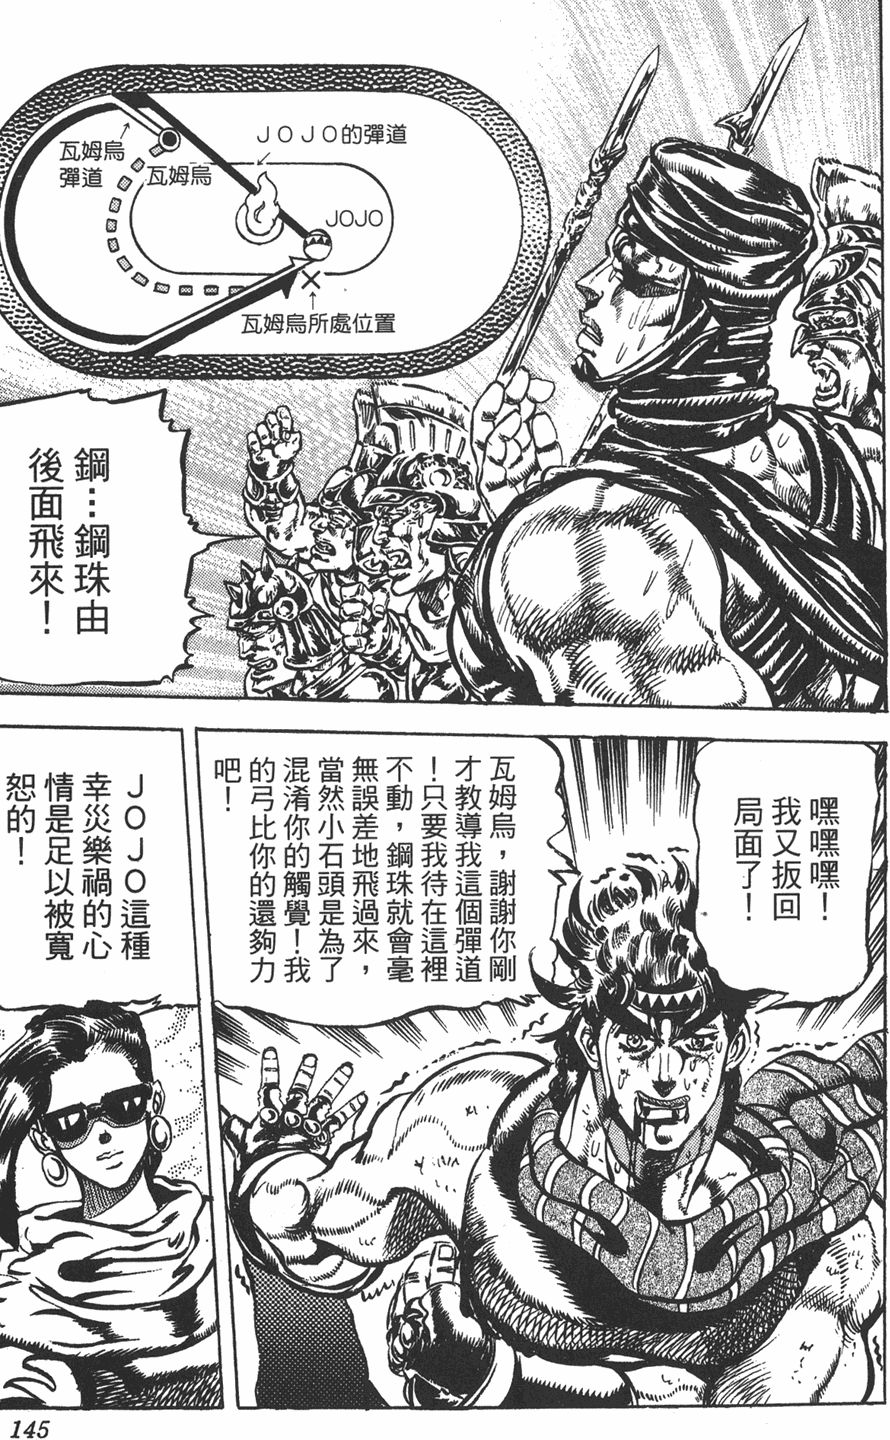 JOJO的彈道
瓦姆烏
彈道
瓦姆烏
JOJO
瓦姆烏所處位置
鋼…鋼珠由
後面飛來！
嘿嘿嘿！
我又扳回
局面了！
瓦姆烏，謝謝你剛
才教導我這個彈道
！只要我待在這裡
不動，鋼珠就會毫
無誤差地飛過來，
當然小石頭是為了
混淆你的觸覺！我
的弓比你的還夠力
吧！
JOJO這種
幸災樂禍的心
情是足以被寬
恕的！
145